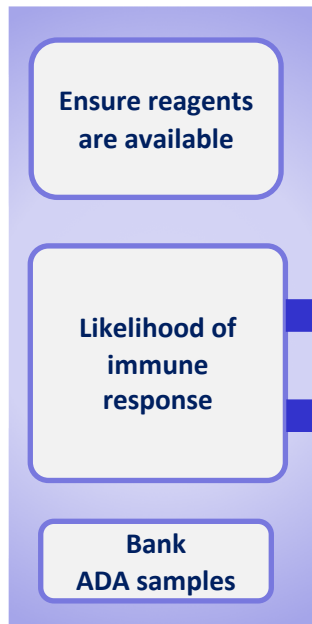 Ensure reagents
are available
Likelihood of
immune
response
Bank
ADA samples